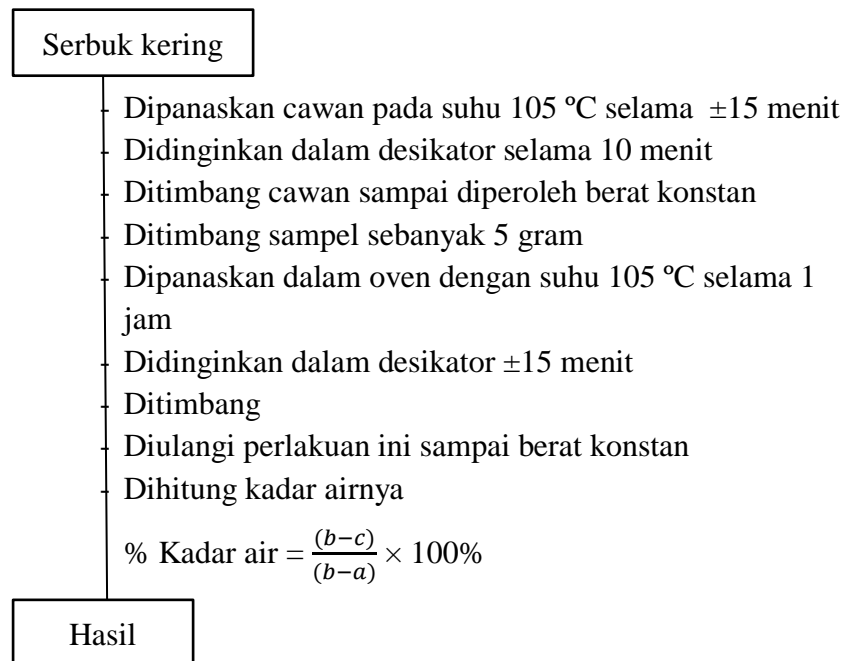 Serbuk kering
- Dipanaskan cawan pada suhu 105 ºC selama ±15 menit
- Didinginkan dalam desikator selama 10 menit
- Ditimbang cawan sampai diperoleh berat konstan
- Ditimbang sampel sebanyak 5 gram
- Dipanaskan dalam oven dengan suhu 105 ºC selama 1
jam
- Didinginkan dalam desikator ±15 menit
- Ditimbang
- Diulangi perlakuan ini sampai berat konstan
- Dihitung kadar airnya
% Kadar air = (b−c)/(b−a) × 100%
Hasil